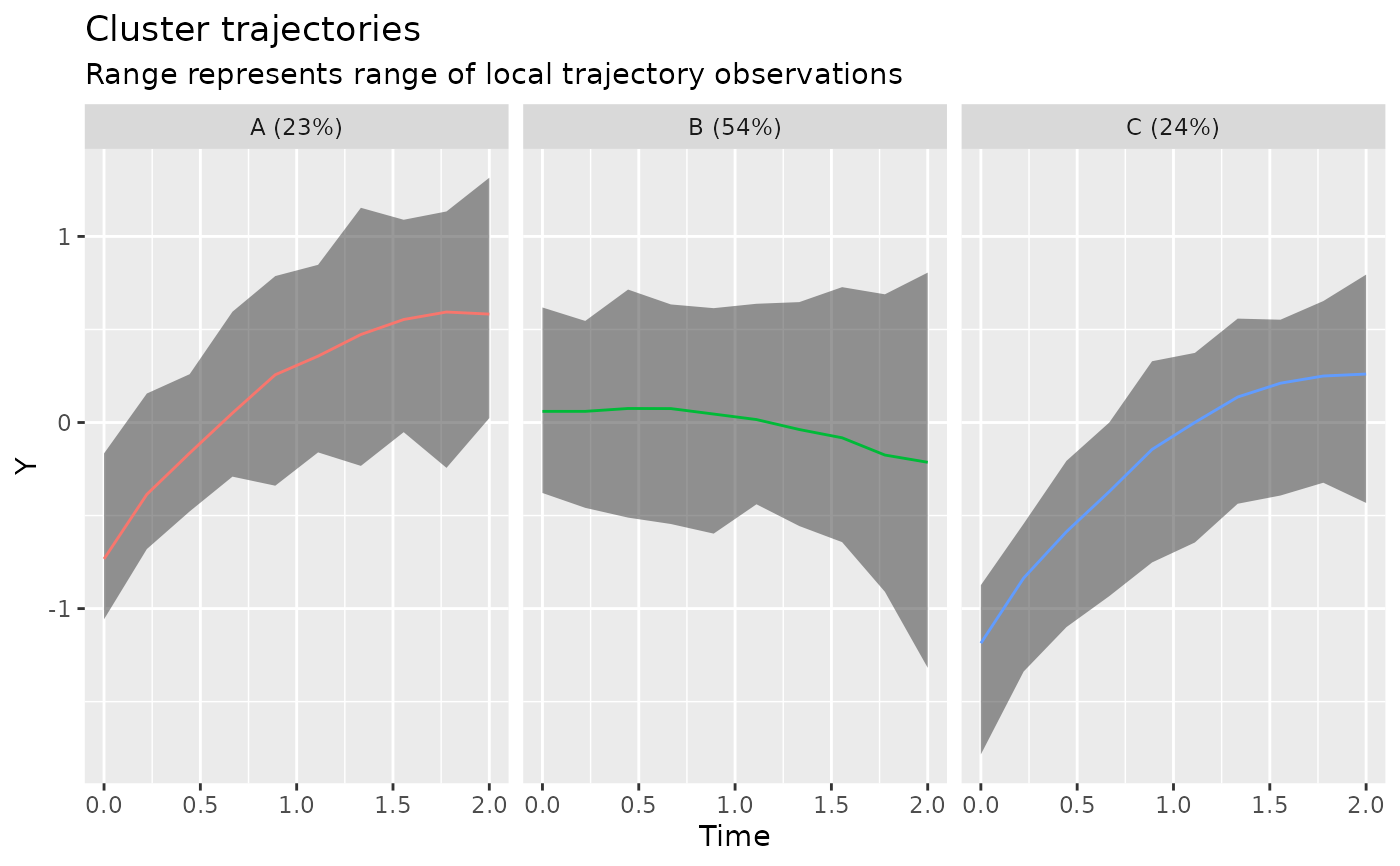 Cluster trajectories
Range represents range of local trajectory observations
A (23%) B (54%) C (24%)
1
0
-1
Y
0.0 0.5 1.0 1.5 2.0 0.0 0.5 1.0 1.5 2.0 0.0 0.5 1.0 1.5 2.0
Time